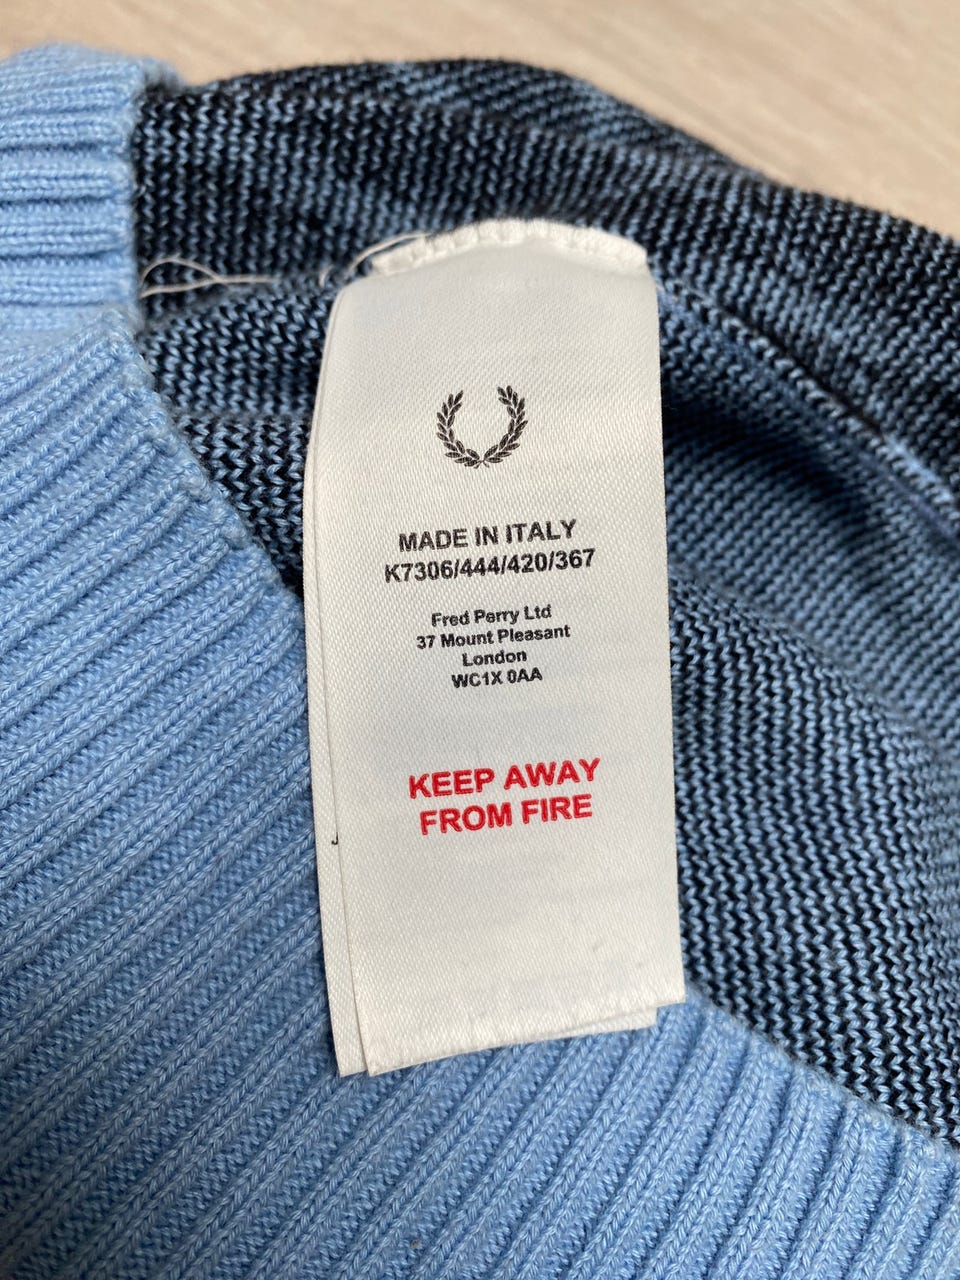 MADE IN ITALY
K7306/444/420/367
Fred Perry Ltd
37 Mount Pleasant
London
WC1X 0AA
KEEP AWAY
FROM FIRE